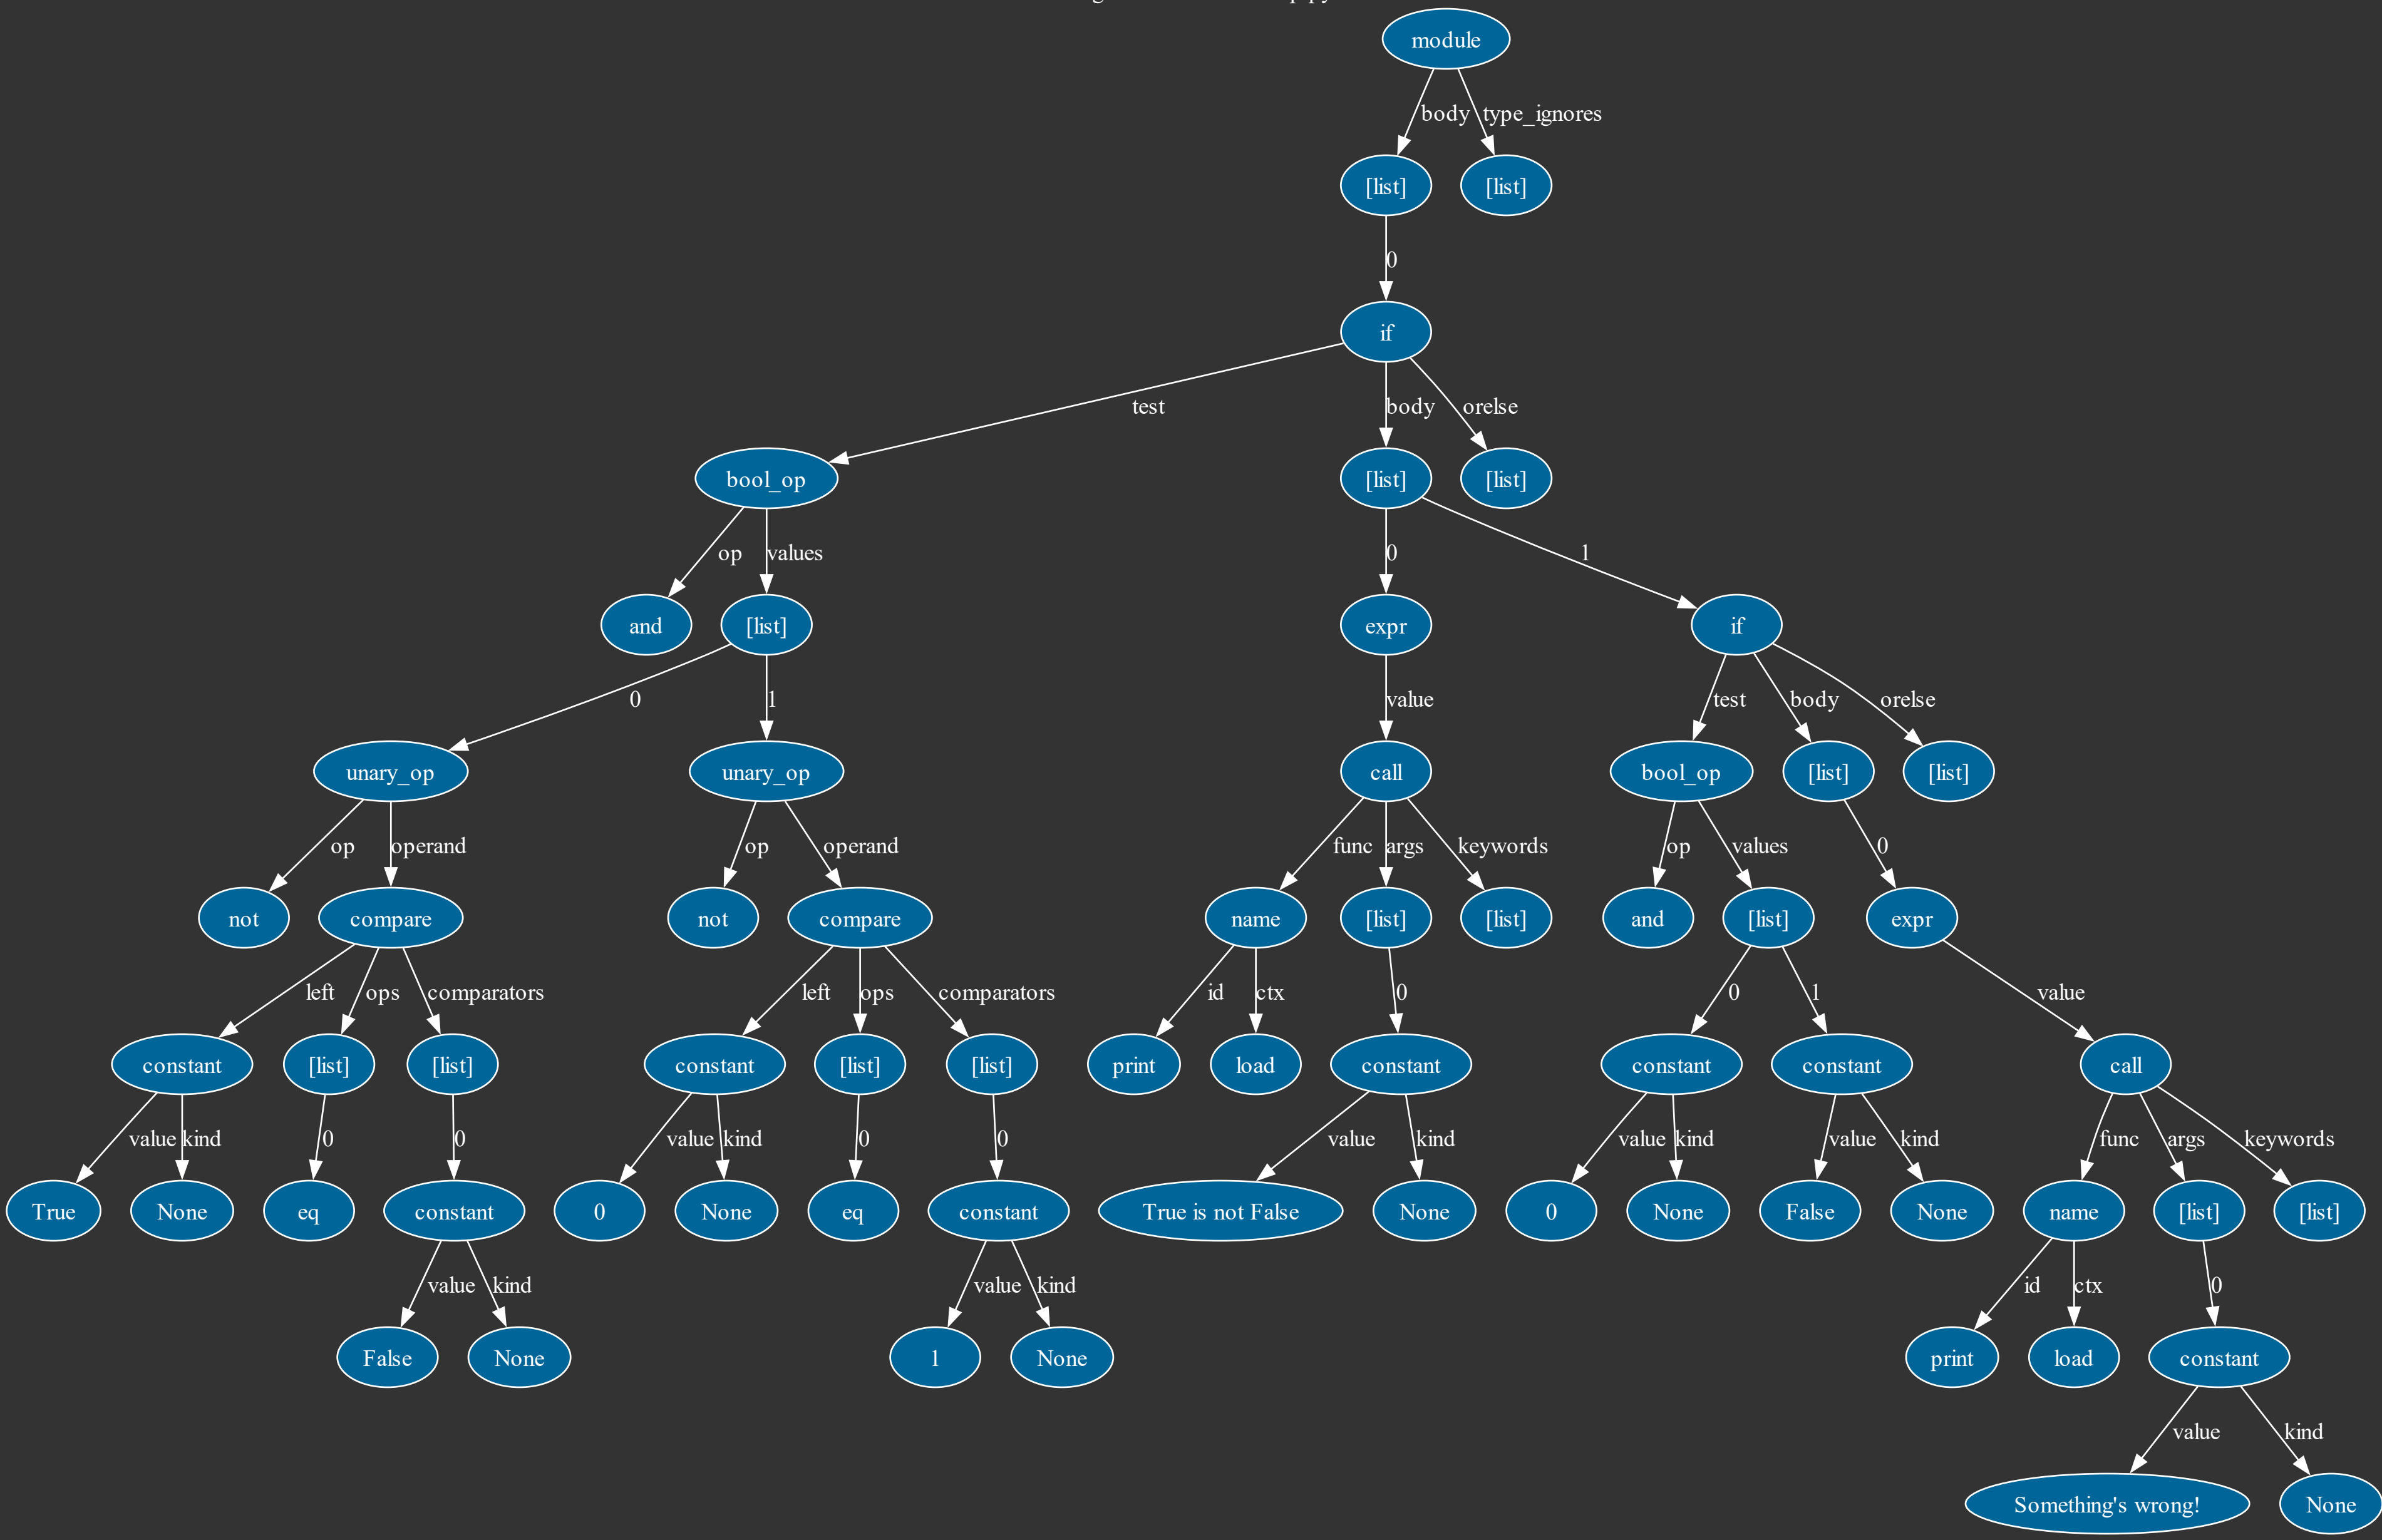 module
body type_ignores
[list] [list]
0
if
test body orelse
bool_op [list] [list]
op values 0 1
and [list] expr if
0 1 value test body orelse
unary_op unary_op call bool_op [list] [list]
op operand op operand func args keywords op values 0
not compare not compare name [list] [list] and [list] expr
left ops comparators left ops comparators id ctx 0 0 1 value
constant [list] [list] constant [list] [list] print load constant constant constant call
value kind 0 0 value kind 0 0 value kind value kind value kind func args keywords
True None eq constant 0 None eq constant True is not False None 0 None False None name [list] [list]
value kind value kind id ctx 0
False None 1 None print load constant
value kind
Something's wrong! None